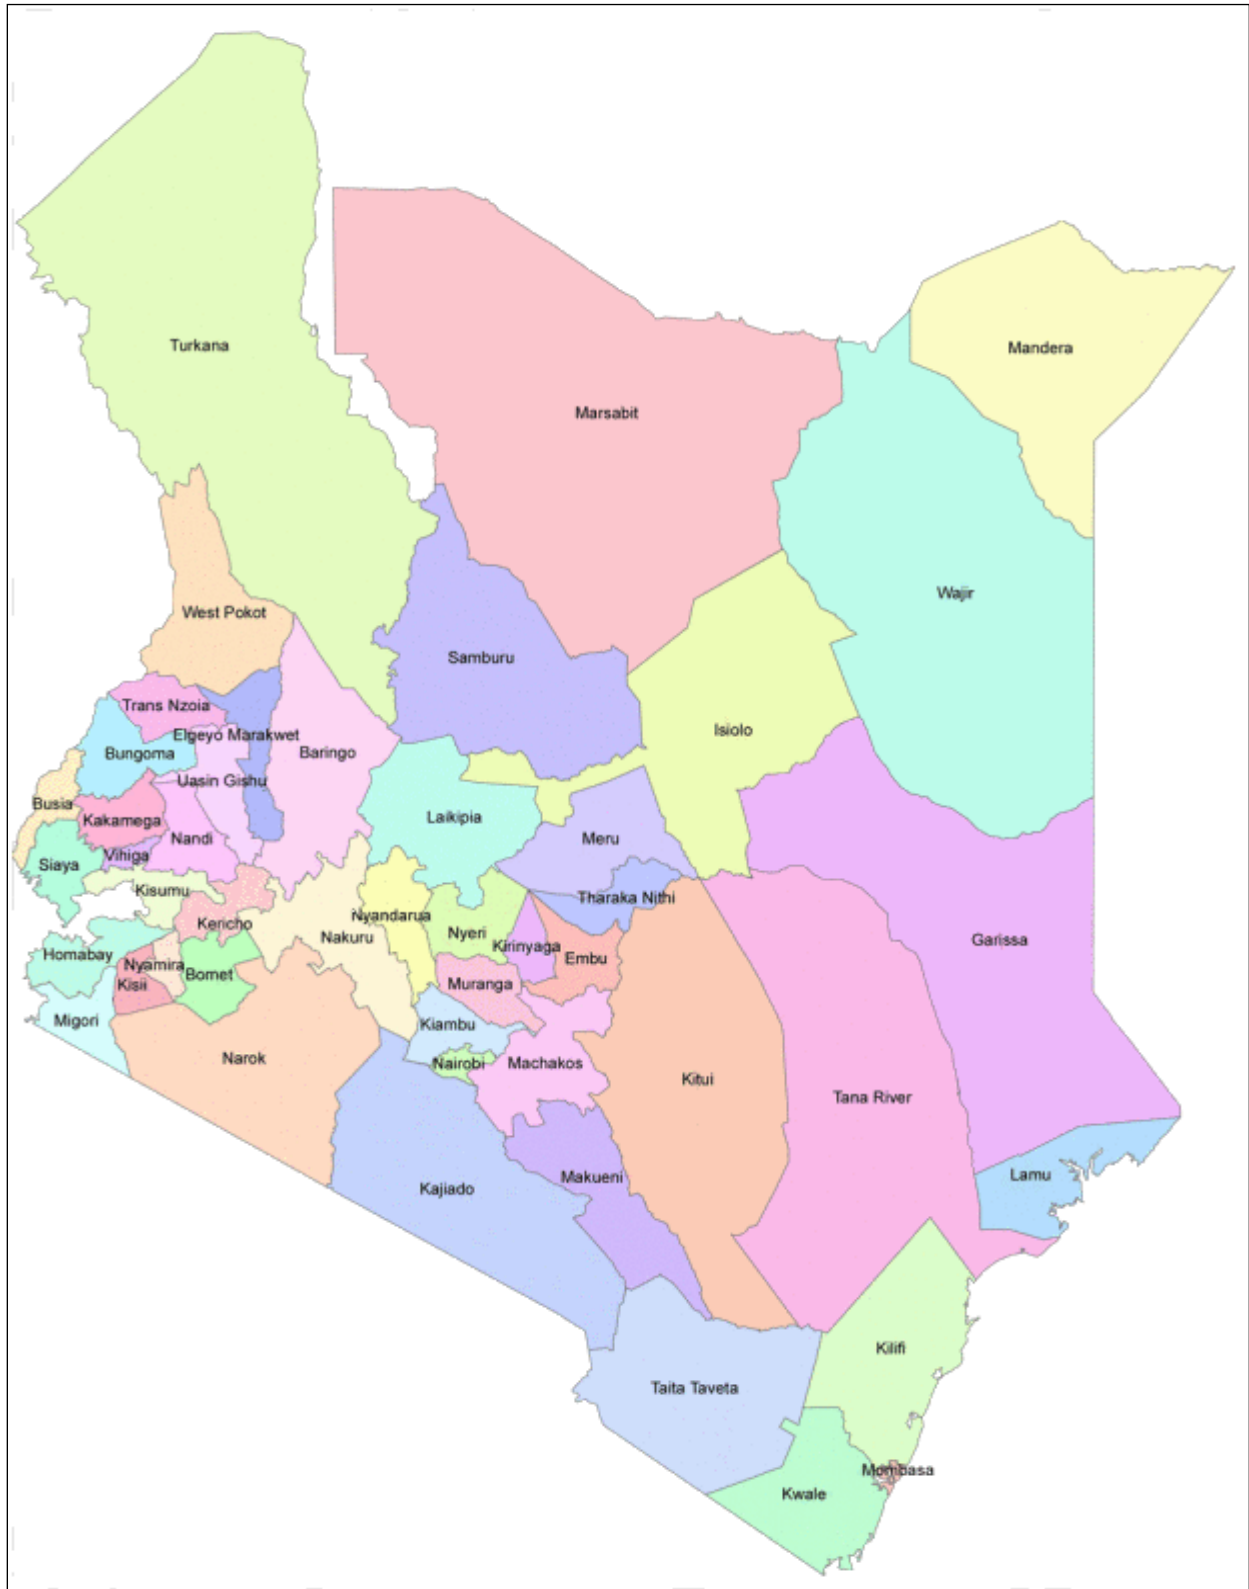 Turkana
Mandera
Marsabit
Wajir
West Pokot
Samburu
Trans Nzoia
Isiolo
Elgeyo Marakwet
Bungoma
Baringo
Uasin Gishu
Busia
Kakamega
Laikipia
Nandi
Meru
Vihiga
Siaya
Kisumu
Tharaka Nithi
Nyandarua
Kericho
Nyeri
Nakuru
Garissa
Kirinyaga
Homabay
Embu
Nyamira
Bomet
Kisii
Muranga
Migori
Kiambu
Narok
Nairobi
Machakos
Kitui
Tana River
Lamu
Makueni
Kajiado
Kilifi
Taita Taveta
Mombasa
Kwale